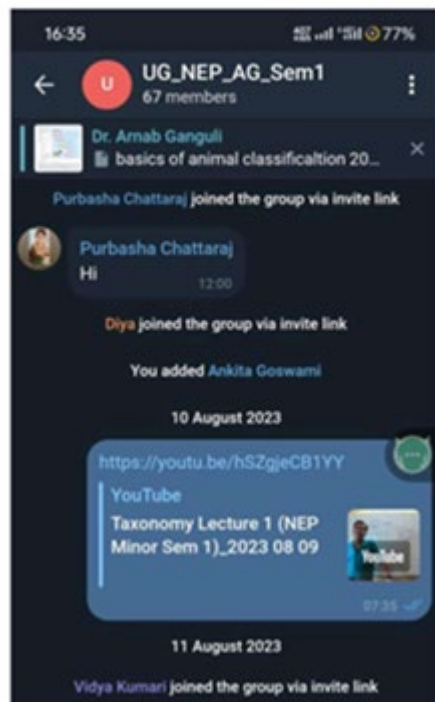 16:35
77%
U
UG_NEP_AG_Sem1
67 members
Dr. Arnab Ganguli
basics of animal classificaltion 20...
Purbasha Chattaraj joined the group via invite link
Purbasha Chattaraj
Hi
12:00
Diya joined the group via invite link
You added Ankita Goswami
10 August 2023
https://youtu.be/hSZgjeCB1YY
YouTube
Taxonomy Lecture 1 (NEP
Minor Sem 1)_2023 08 09
YouTube
07:35
11 August 2023
Vidya Kumari joined the group via invite link